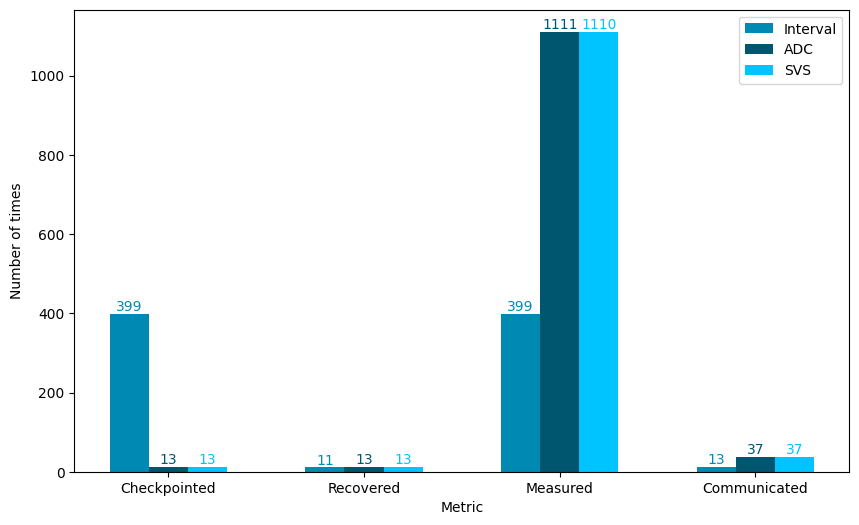 Interval
ADC
SVS
1111 1110
1000
800
600
400
200
0
Number of times
399
13 13
11 13 13
399
13 37 37
Checkpointed Recovered Measured Communicated
Metric